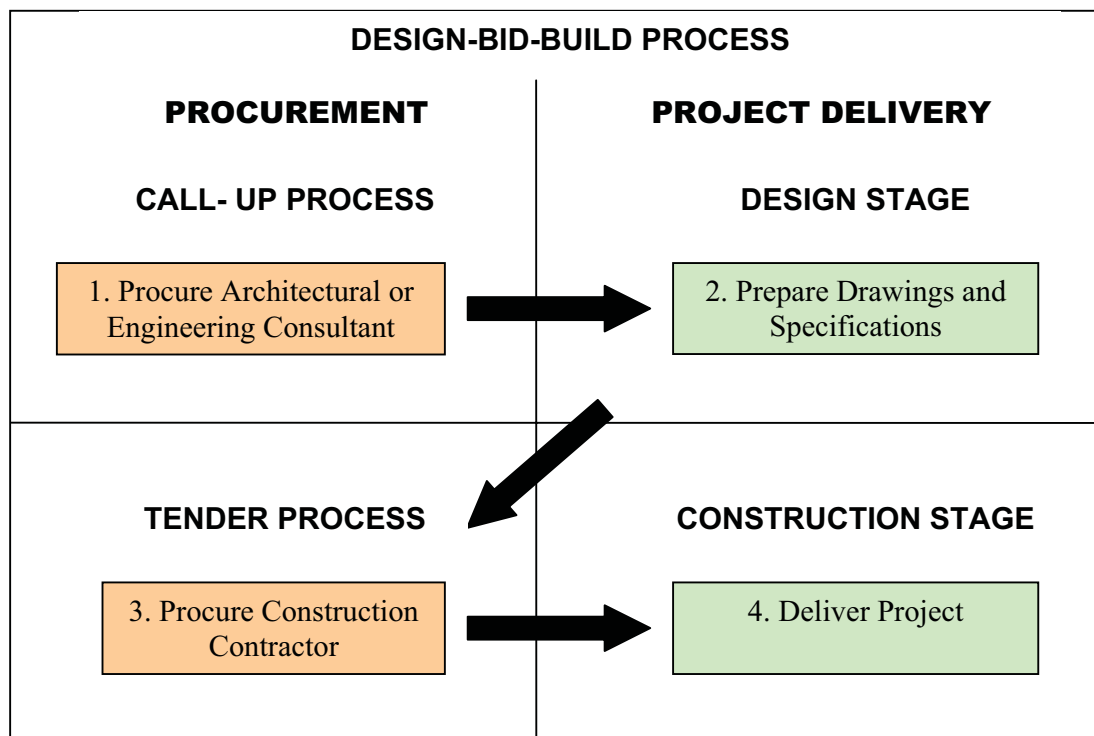 DESIGN-BID-BUILD PROCESS
PROCUREMENT
PROJECT DELIVERY
CALL- UP PROCESS
DESIGN STAGE
1. Procure Architectural or
Engineering Consultant
2. Prepare Drawings and
Specifications
TENDER PROCESS
CONSTRUCTION STAGE
3. Procure Construction
Contractor
4. Deliver Project